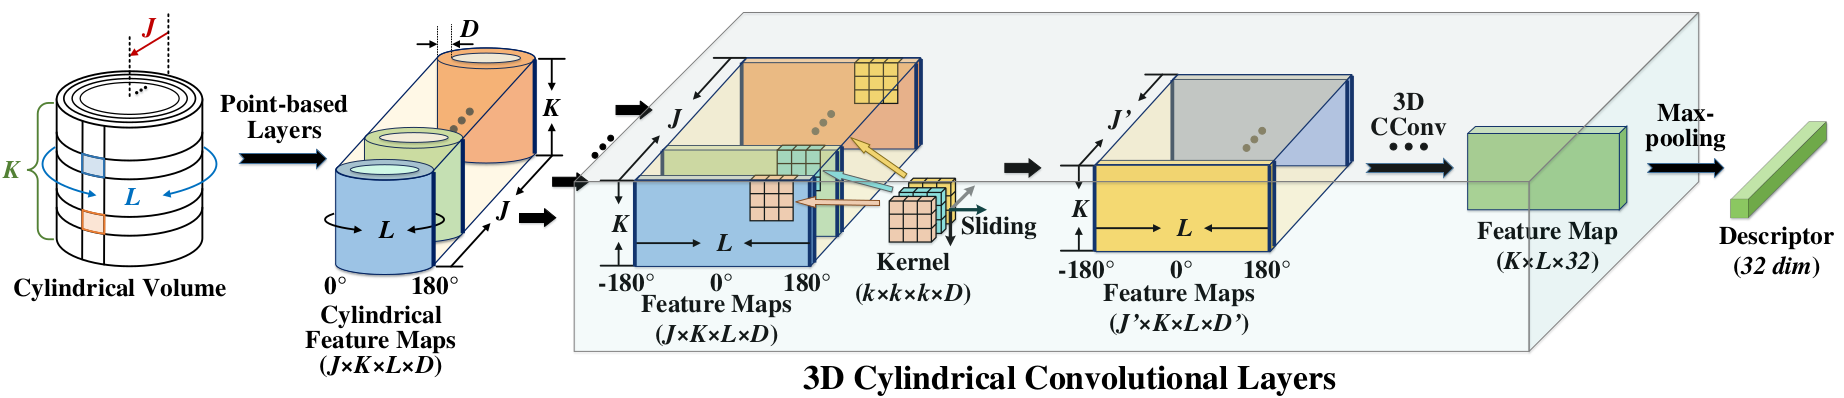 J
K
L
Cylindrical Volume
Point-based
Layers
D
K
J
L
0°
180°
Cylindrical
Feature Maps
(J×K×L×D)
J
K
L
-180°
0°
180°
Feature Maps
(J×K×L×D)
Sliding
Kernel
(k×k×k×D)
J’
K
L
-180°
0°
180°
Feature Maps
(J’×K×L×D’)
3D
CConv
Feature Map
(K×L×32)
Max-
pooling
Descriptor
(32 dim)
3D Cylindrical Convolutional Layers